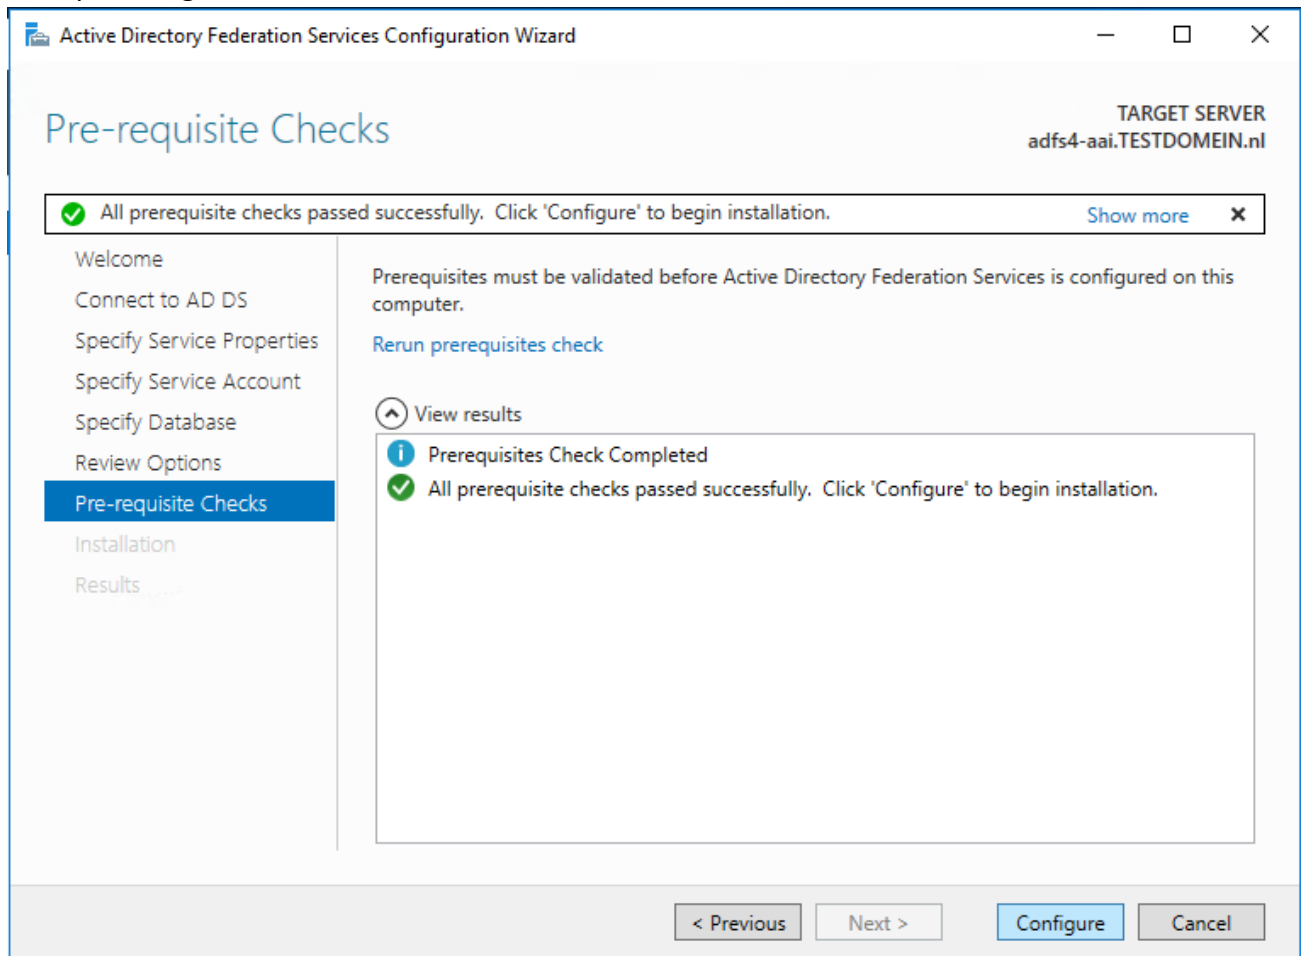 Active Directory Federation Services Configuration Wizard
Pre-requisite Checks
TARGET SERVER
adfs4-aai.TESTDOMEIN.nl
All prerequisite checks passed successfully. Click 'Configure' to begin installation.
Show more
Welcome
Connect to AD DS
Specify Service Properties
Specify Service Account
Specify Database
Review Options
Pre-requisite Checks
Installation
Results
Prerequisites must be validated before Active Directory Federation Services is configured on this
computer.
Rerun prerequisites check
View results
Prerequisites Check Completed
All prerequisite checks passed successfully. Click 'Configure' to begin installation.
< Previous
Next >
Configure
Cancel